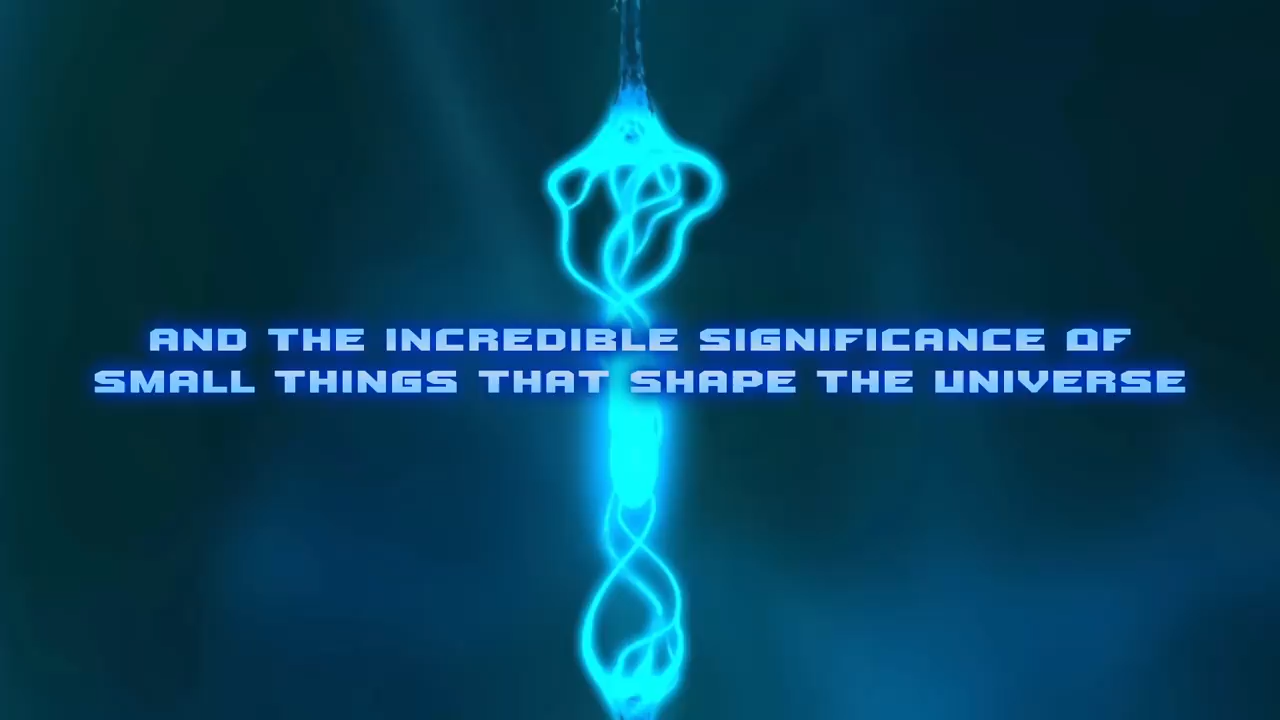 AND THE INCREDIBLE SIGNIFICANCE OF
SMALL THINGS THAT SHAPE THE UNIVERSE